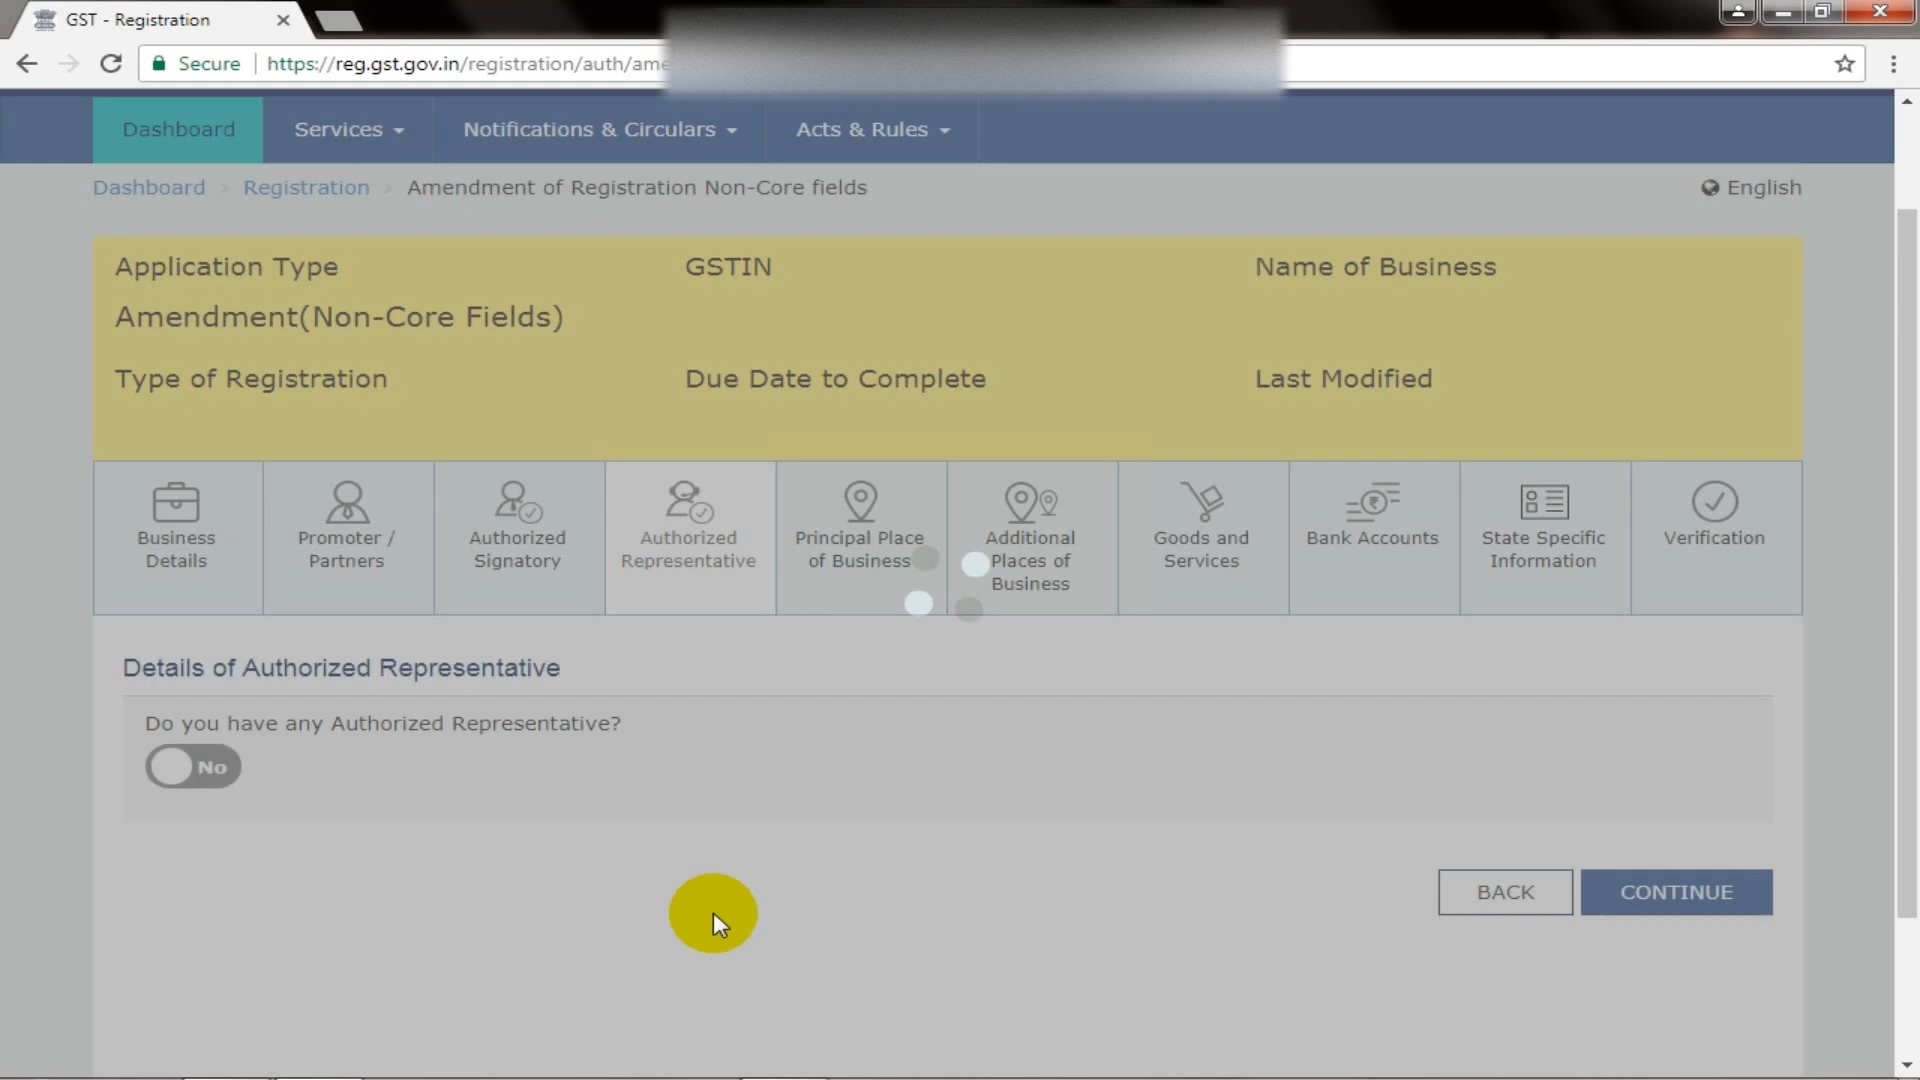 GST - Registration
Secure https://reg.gst.gov.in/registration/auth/ame
Dashboard Services Notifications & Circulars Acts & Rules
Dashboard Registration Amendment of Registration Non-Core fields English
Application Type GSTIN Name of Business
Amendment(Non-Core Fields)
Type of Registration Due Date to Complete Last Modified
Business Details
Promoter / Partners
Authorized Signatory
Authorized Representative
Principal Place of Business
Additional Places of Business
Goods and Services
Bank Accounts
State Specific Information
Verification
Details of Authorized Representative
Do you have any Authorized Representative?
No
BACK CONTINUE